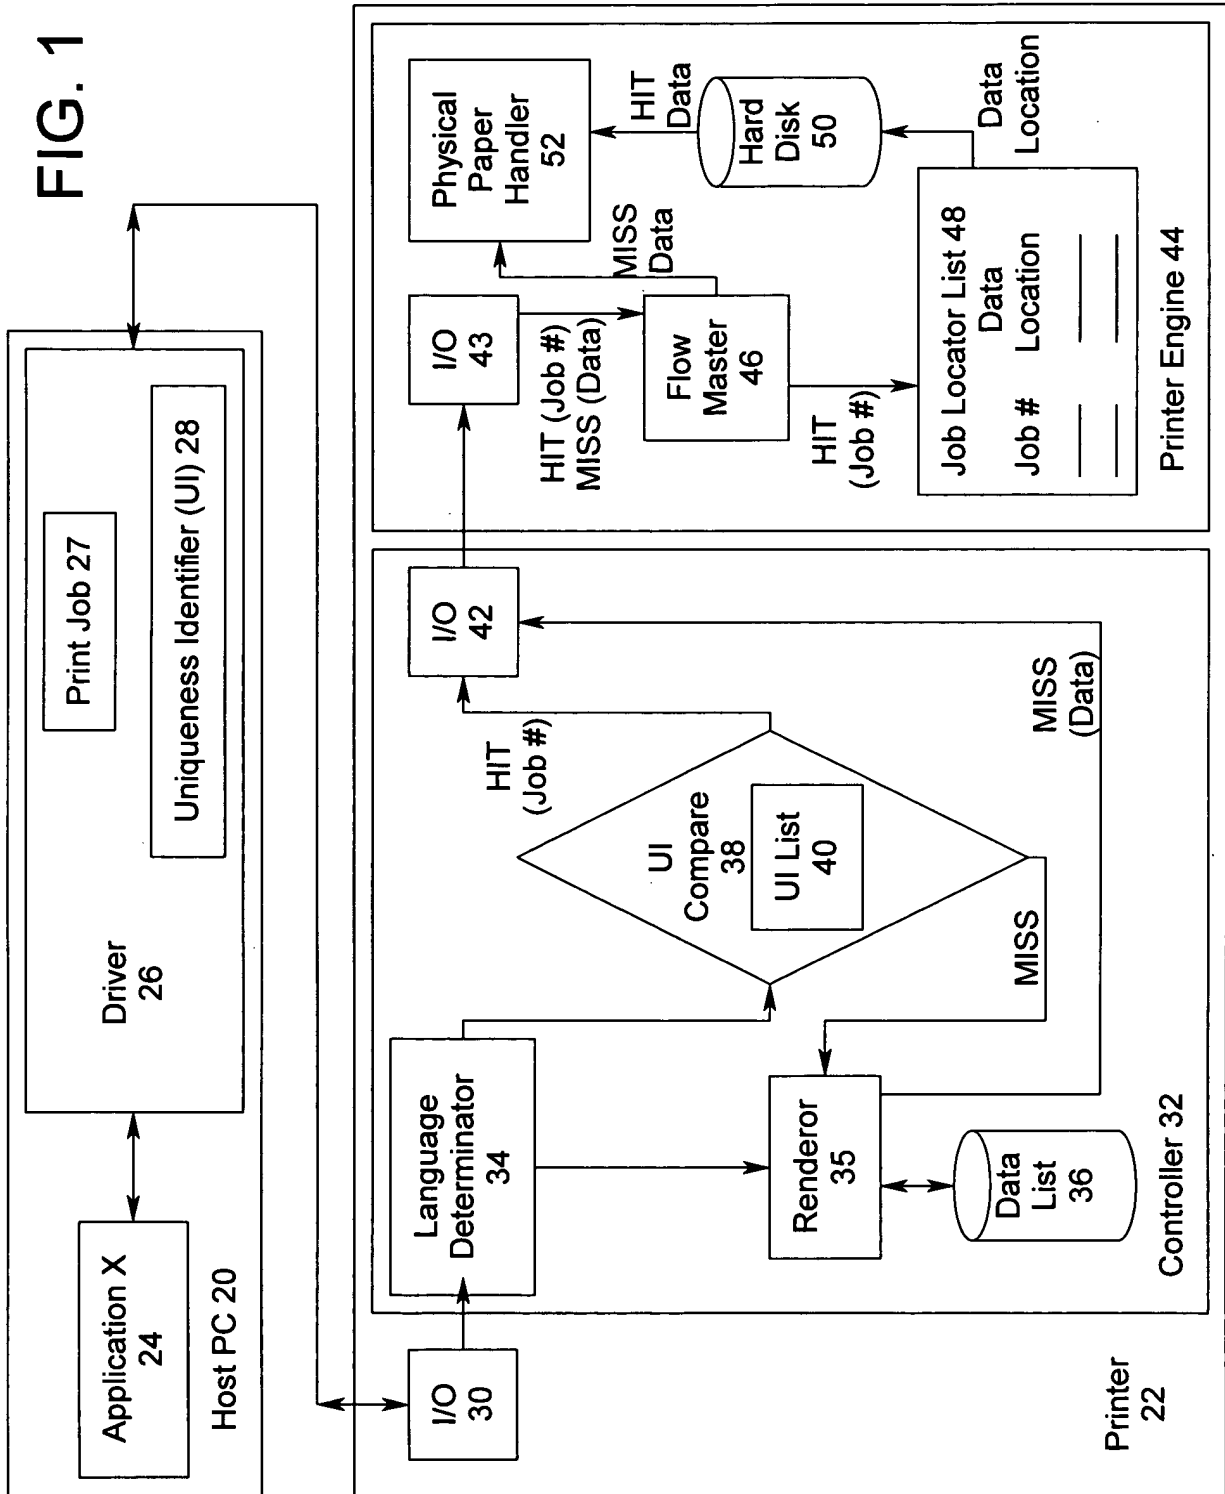 FIG. 1
Application X
24
Host PC 20
Driver
26
Print Job 27
Uniqueness Identifier (UI) 28
I/O
30
Printer
22
Language
Determinator
34
Renderor
35
Data
List
36
Controller 32
UI
Compare
38
UI List
40
HIT
(Job #)
MISS
MISS
(Data)
I/O
42
I/O
43
HIT (Job #)
MISS (Data)
Flow
Master
46
MISS
Data
HIT
(Job #)
Physical
Paper
Handler
52
HIT
Data
Hard
Disk
50
Data
Location
Job Locator List 48
Data
Job # Location
Printer Engine 44